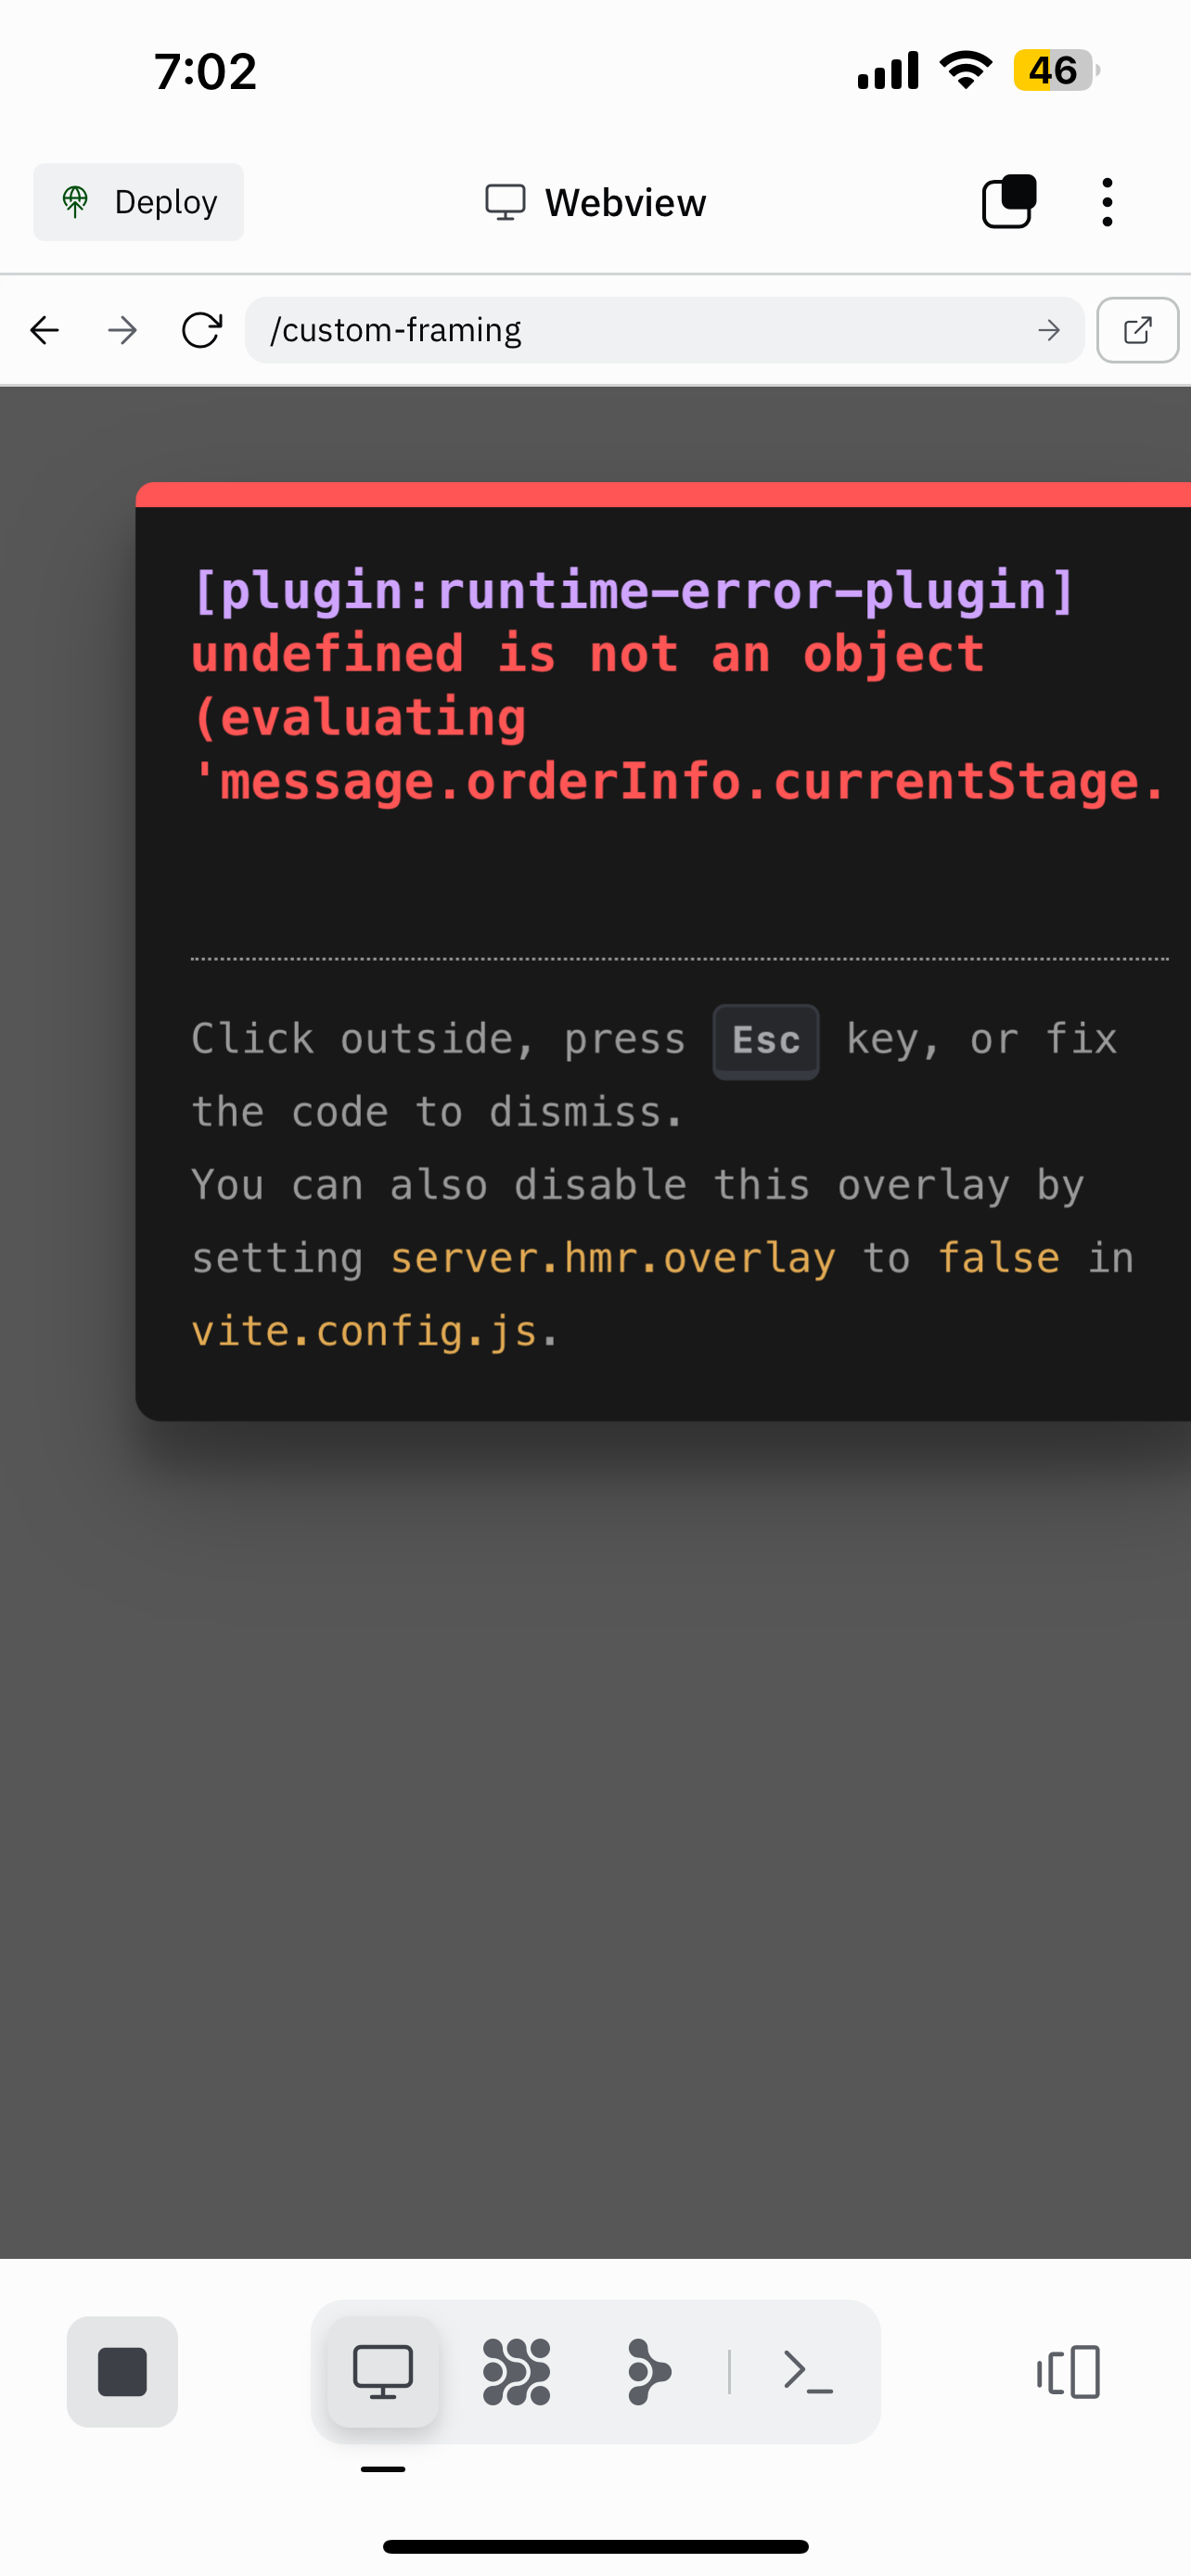 7:02
46
Deploy
Webview
/custom-framing
[plugin:runtime-error-plugin]
undefined is not an object
(evaluating
'message.orderInfo.currentStage.
Click outside, press Esc key, or fix
the code to dismiss.
You can also disable this overlay by
setting server.hmr.overlay to false in
vite.config.js.